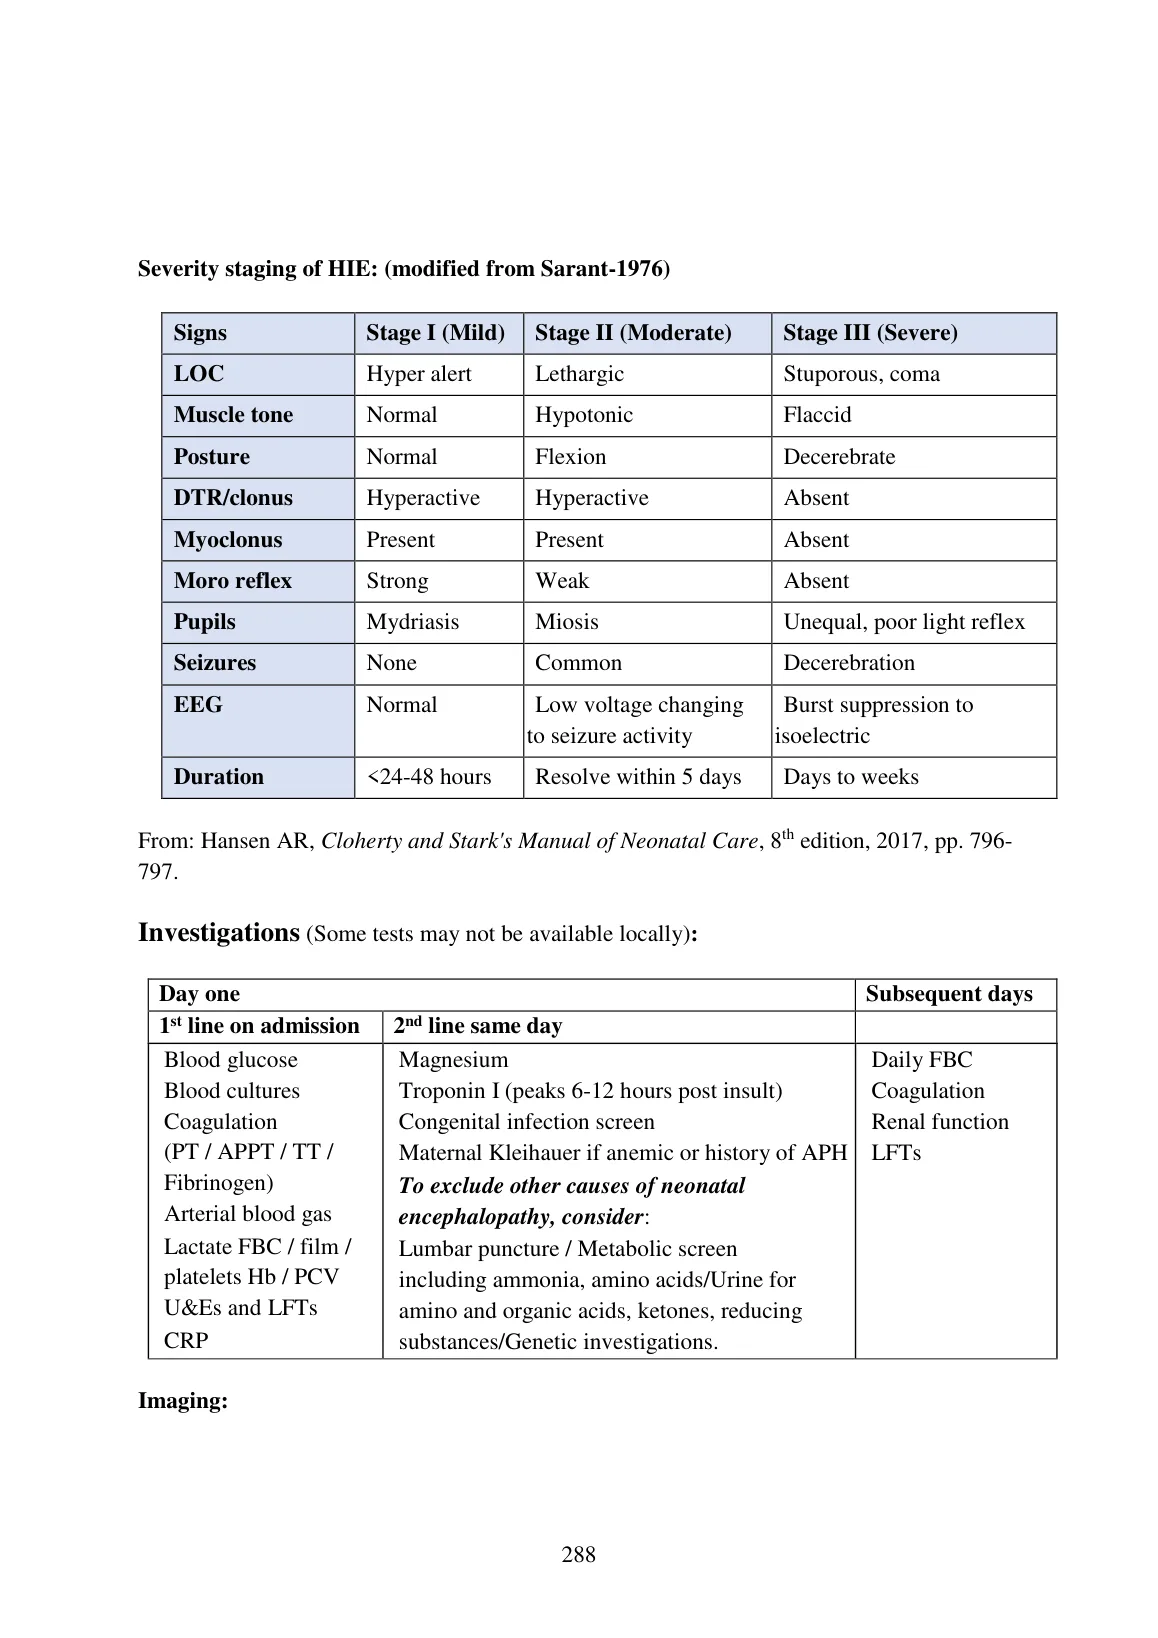 Severity staging of HIE: (modified from Sarant-1976)
Signs Stage I (Mild) Stage II (Moderate) Stage III (Severe)
LOC Hyper alert Lethargic Stuporous, coma
Muscle tone Normal Hypotonic Flaccid
Posture Normal Flexion Decerebrate
DTR/clonus Hyperactive Hyperactive Absent
Myoclonus Present Present Absent
Moro reflex Strong Weak Absent
Pupils Mydriasis Miosis Unequal, poor light reflex
Seizures None Common Decerebration
EEG Normal Low voltage changing Burst suppression to
to seizure activity isoelectric
Duration <24-48 hours Resolve within 5 days Days to weeks
From: Hansen AR, Cloherty and Stark's Manual of Neonatal Care, 8th edition, 2017, pp. 796-
797.
Investigations (Some tests may not be available locally):
Day one Subsequent days
1st line on admission 2nd line same day
Blood glucose Magnesium Daily FBC
Blood cultures Troponin I (peaks 6-12 hours post insult) Coagulation
Coagulation Congenital infection screen Renal function
(PT / APPT / TT / Maternal Kleihauer if anemic or history of APH LFTs
Fibrinogen) To exclude other causes of neonatal
Arterial blood gas encephalopathy, consider:
Lactate FBC / film / Lumbar puncture / Metabolic screen
platelets Hb / PCV including ammonia, amino acids/Urine for
U&Es and LFTs amino and organic acids, ketones, reducing
CRP substances/Genetic investigations.
Imaging:
288